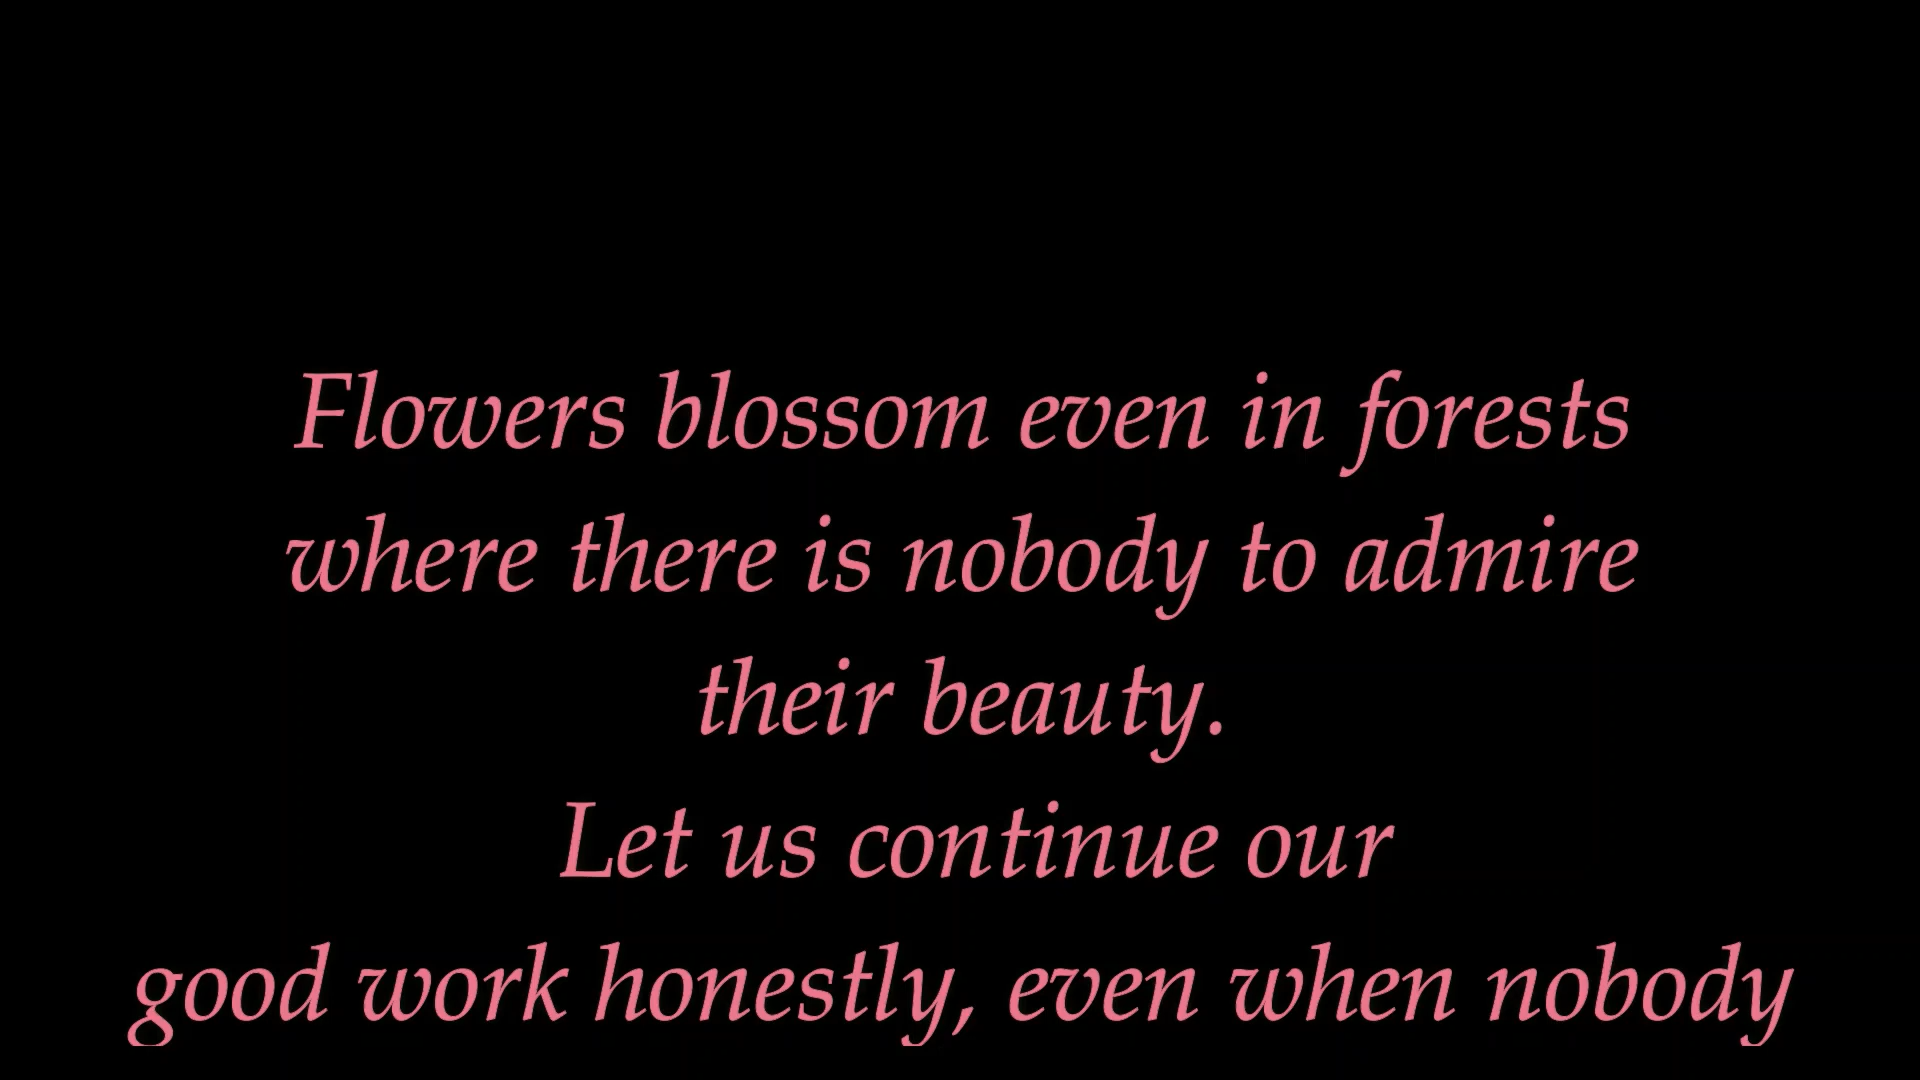 Flowers blossom even in forests
where there is nobody to admire
their beauty.
Let us continue our
good work honestly, even when nobody